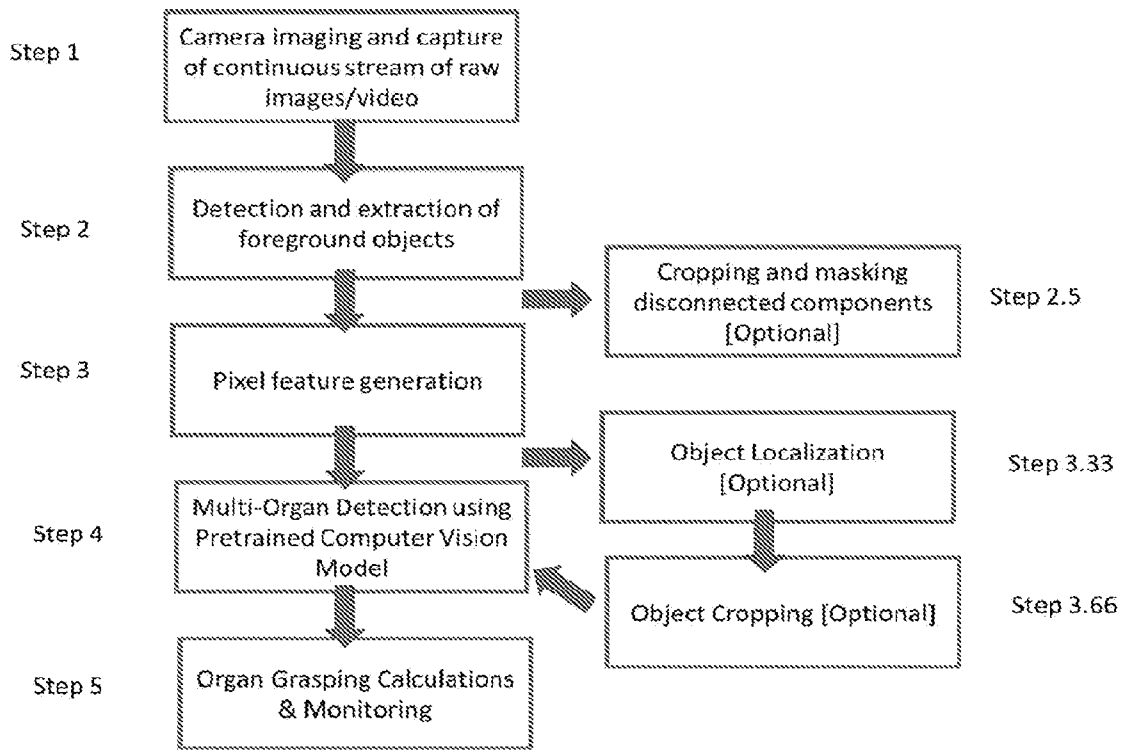 Step 1
Camera imaging and capture
of continuous stream of raw
images/video
Step 2
Detection and extraction of
foreground objects
Cropping and masking
disconnected components
[Optional]
Step 2.5
Step 3
Pixel feature generation
Object Localization
[Optional]
Step 3.33
Step 4
Multi-Organ Detection using
Pretrained Computer Vision
Model
Object Cropping [Optional]
Step 3.66
Step 5
Organ Grasping Calculations
& Monitoring